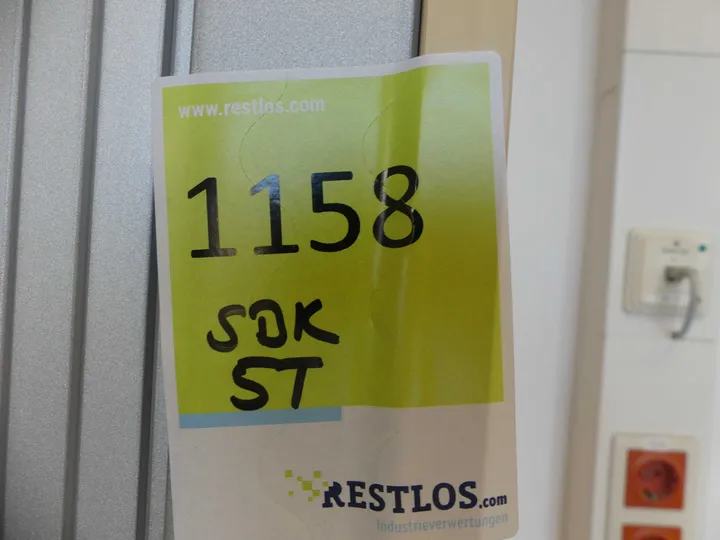 www.restlos.com
1158
SDK
ST
RESTLOS.com
Industrieverwertungen